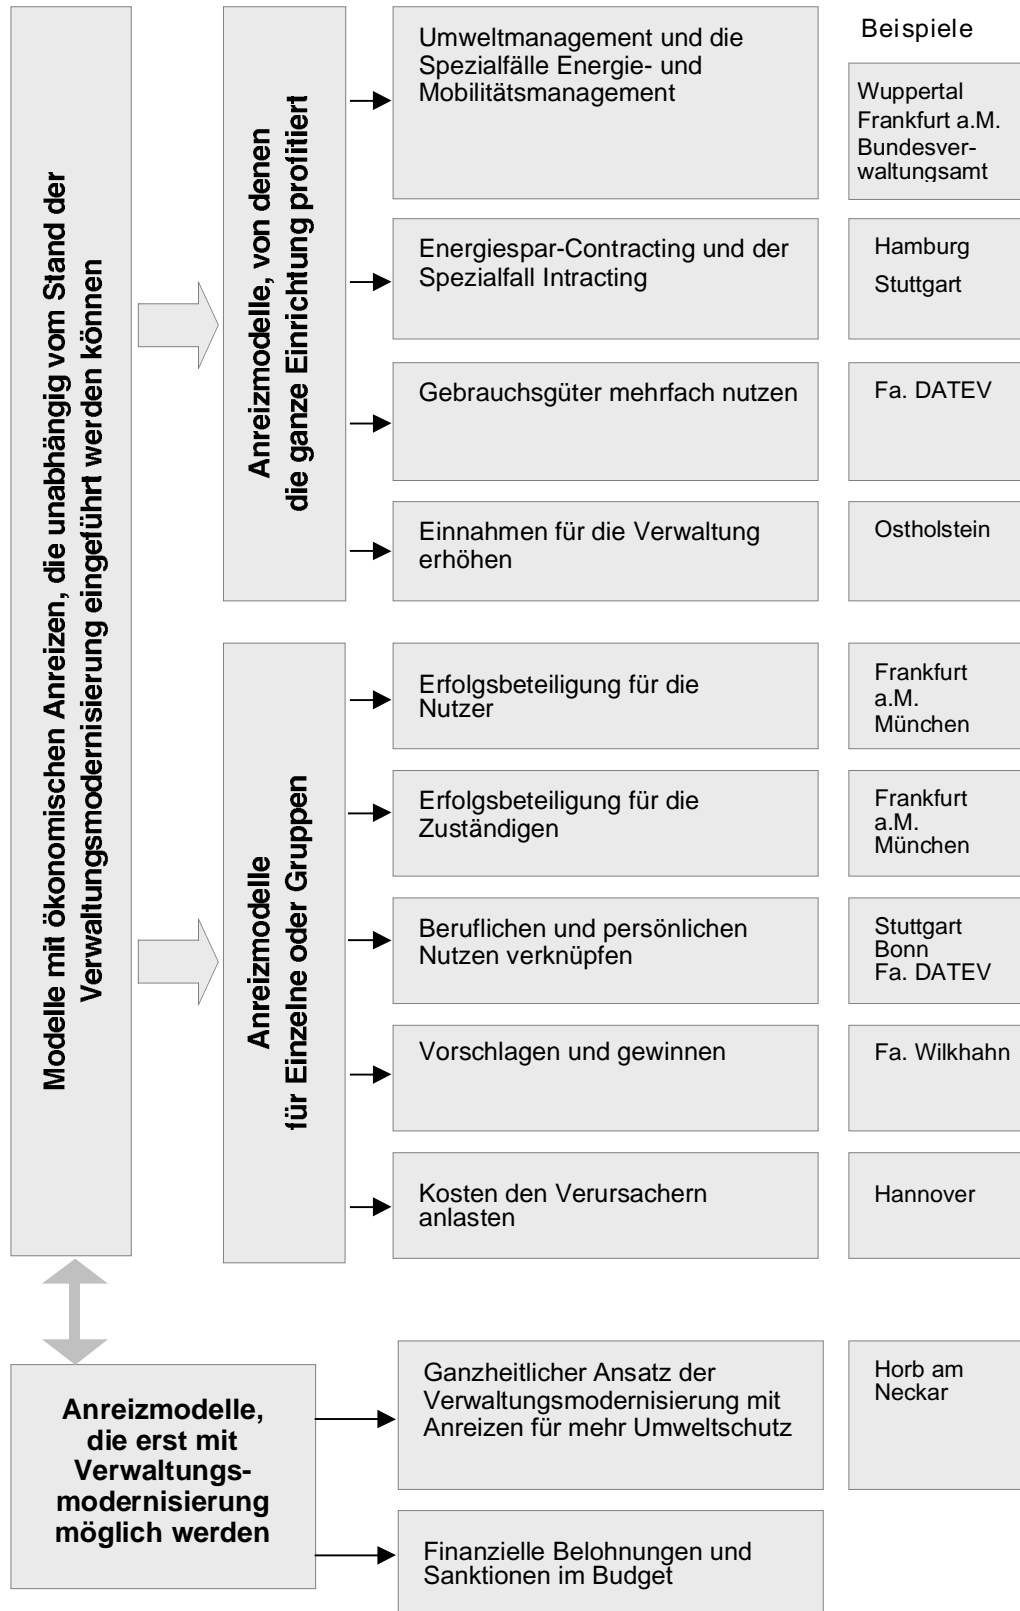 Modelle mit ökonomischen Anreizen, die unabhängig vom Stand der
Verwaltungsmodernisierung eingeführt werden können
Anreizmodelle, von denen
die ganze Einrichtung profitiert
Beispiele
Umweltmanagement und die
Spezialfälle Energie- und
Mobilitätsmanagement
Wuppertal
Frankfurt a.M.
Bundesver-
waltungsamt
Energiespar-Contracting und der
Spezialfall Intracting
Hamburg
Stuttgart
Gebrauchsgüter mehrfach nutzen
Fa. DATEV
Einnahmen für die Verwaltung
erhöhen
Ostholstein
Anreizmodelle
für Einzelne oder Gruppen
Erfolgsbeteiligung für die
Nutzer
Frankfurt
a.M.
München
Erfolgsbeteiligung für die
Zuständigen
Frankfurt
a.M.
München
Beruflichen und persönlichen
Nutzen verknüpfen
Stuttgart
Bonn
Fa. DATEV
Vorschlagen und gewinnen
Fa. Wilkhahn
Kosten den Verursachern
anlasten
Hannover
Anreizmodelle,
die erst mit
Verwaltungs-
modernisierung
möglich werden
Ganzheitlicher Ansatz der
Verwaltungsmodernisierung mit
Anreizen für mehr Umweltschutz
Horb am
Neckar
Finanzielle Belohnungen und
Sanktionen im Budget